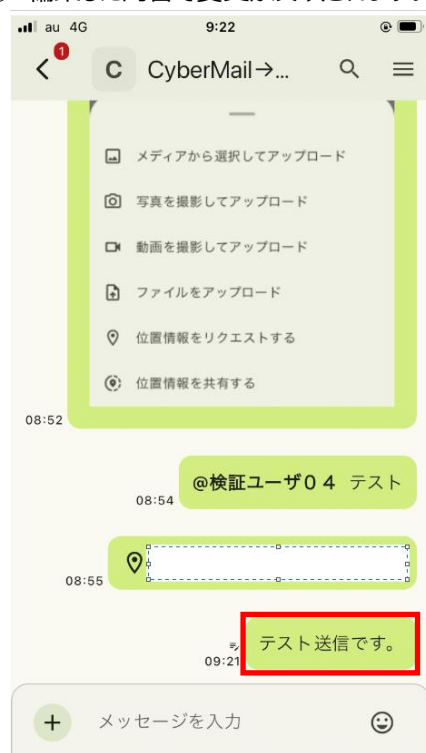 au 4G 9:22
1
C CyberMail→...
メディアから選択してアップロード
写真を撮影してアップロード
動画を撮影してアップロード
ファイルをアップロード
位置情報をリクエストする
位置情報を共有する
08:52
@検証ユーザ04 テスト
08:54
08:55
テスト送信です。
09:21
メッセージを入力